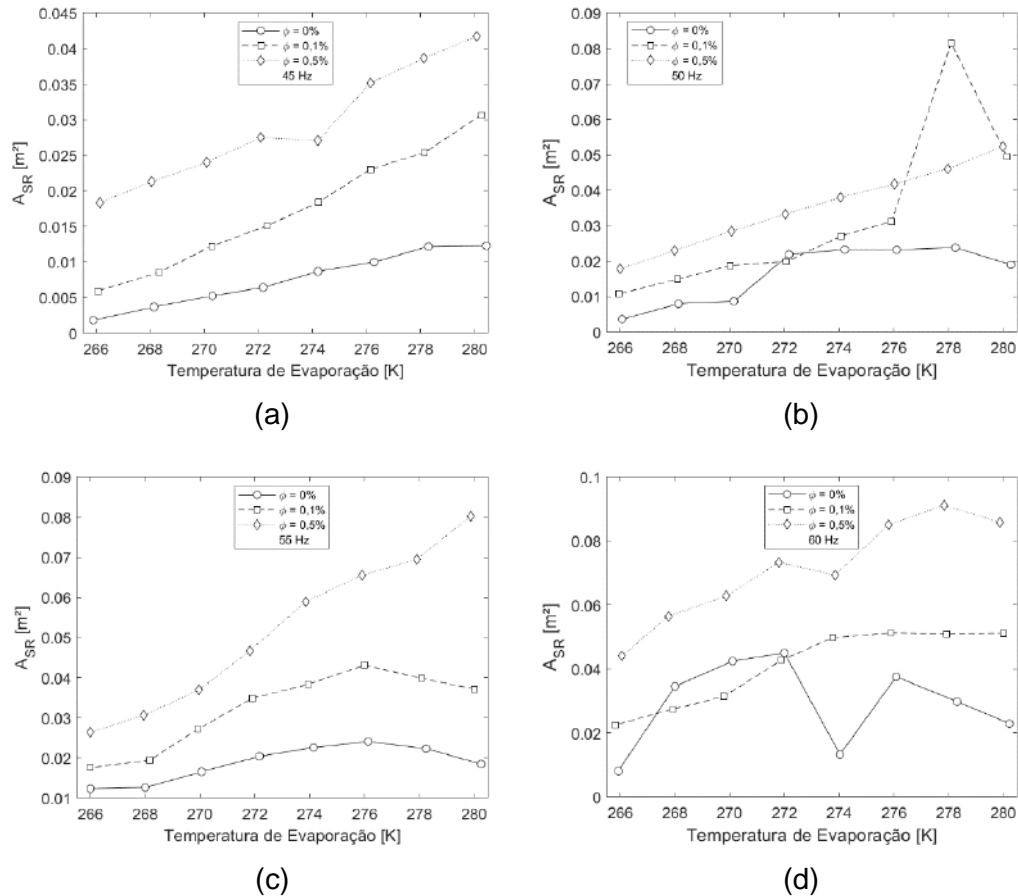 0.045
0.04
0.035
0.03
0.025
0.02
0.015
0.01
0.005
0
A_SR [m²]
ϕ = 0%
ϕ = 0,1%
ϕ = 0,5%
45 Hz
266 268 270 272 274 276 278 280
Temperatura de Evaporação [K]
(a)
0.09
0.08
0.07
0.06
0.05
0.04
0.03
0.02
0.01
0
A_SR [m²]
ϕ = 0%
ϕ = 0,1%
ϕ = 0,5%
50 Hz
266 268 270 272 274 276 278 280
Temperatura de Evaporação [K]
(b)
0.09
0.08
0.07
0.06
0.05
0.04
0.03
0.02
0.01
A_SR [m²]
ϕ = 0%
ϕ = 0,1%
ϕ = 0,5%
55 Hz
266 268 270 272 274 276 278 280
Temperatura de Evaporação [K]
(c)
0.1
0.08
0.06
0.04
0.02
0
A_SR [m²]
ϕ = 0%
ϕ = 0,1%
ϕ = 0,5%
60 Hz
266 268 270 272 274 276 278 280
Temperatura de Evaporação [K]
(d)